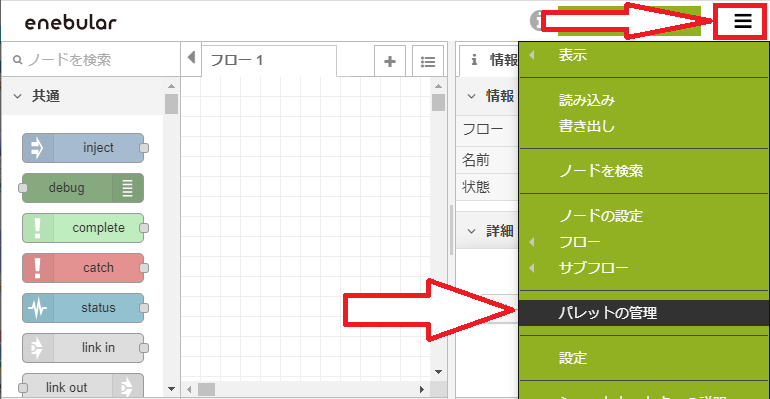 enebular
ノードを検索
フロー 1
情報
表示
共通
情報
読み込み
書き出し
フロー
名前
状態
inject
debug
complete
catch
status
link in
link out
詳細
ノードを検索
ノードの設定
フロー
サブフロー
パレットの管理
設定